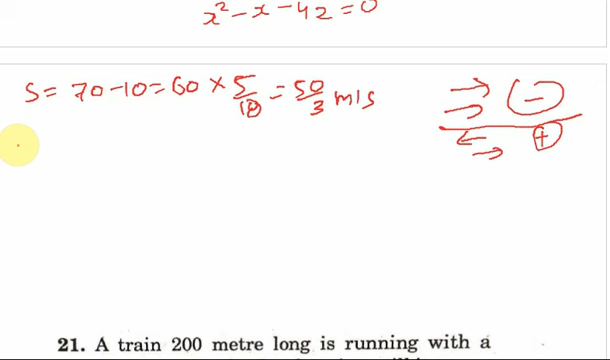 x² - x - 42 = 0
S = 70 - 10 = 60 × 5/18 = 50/3 m/s
→ → (-)
← → (+)
21. A train 200 metre long is running with a